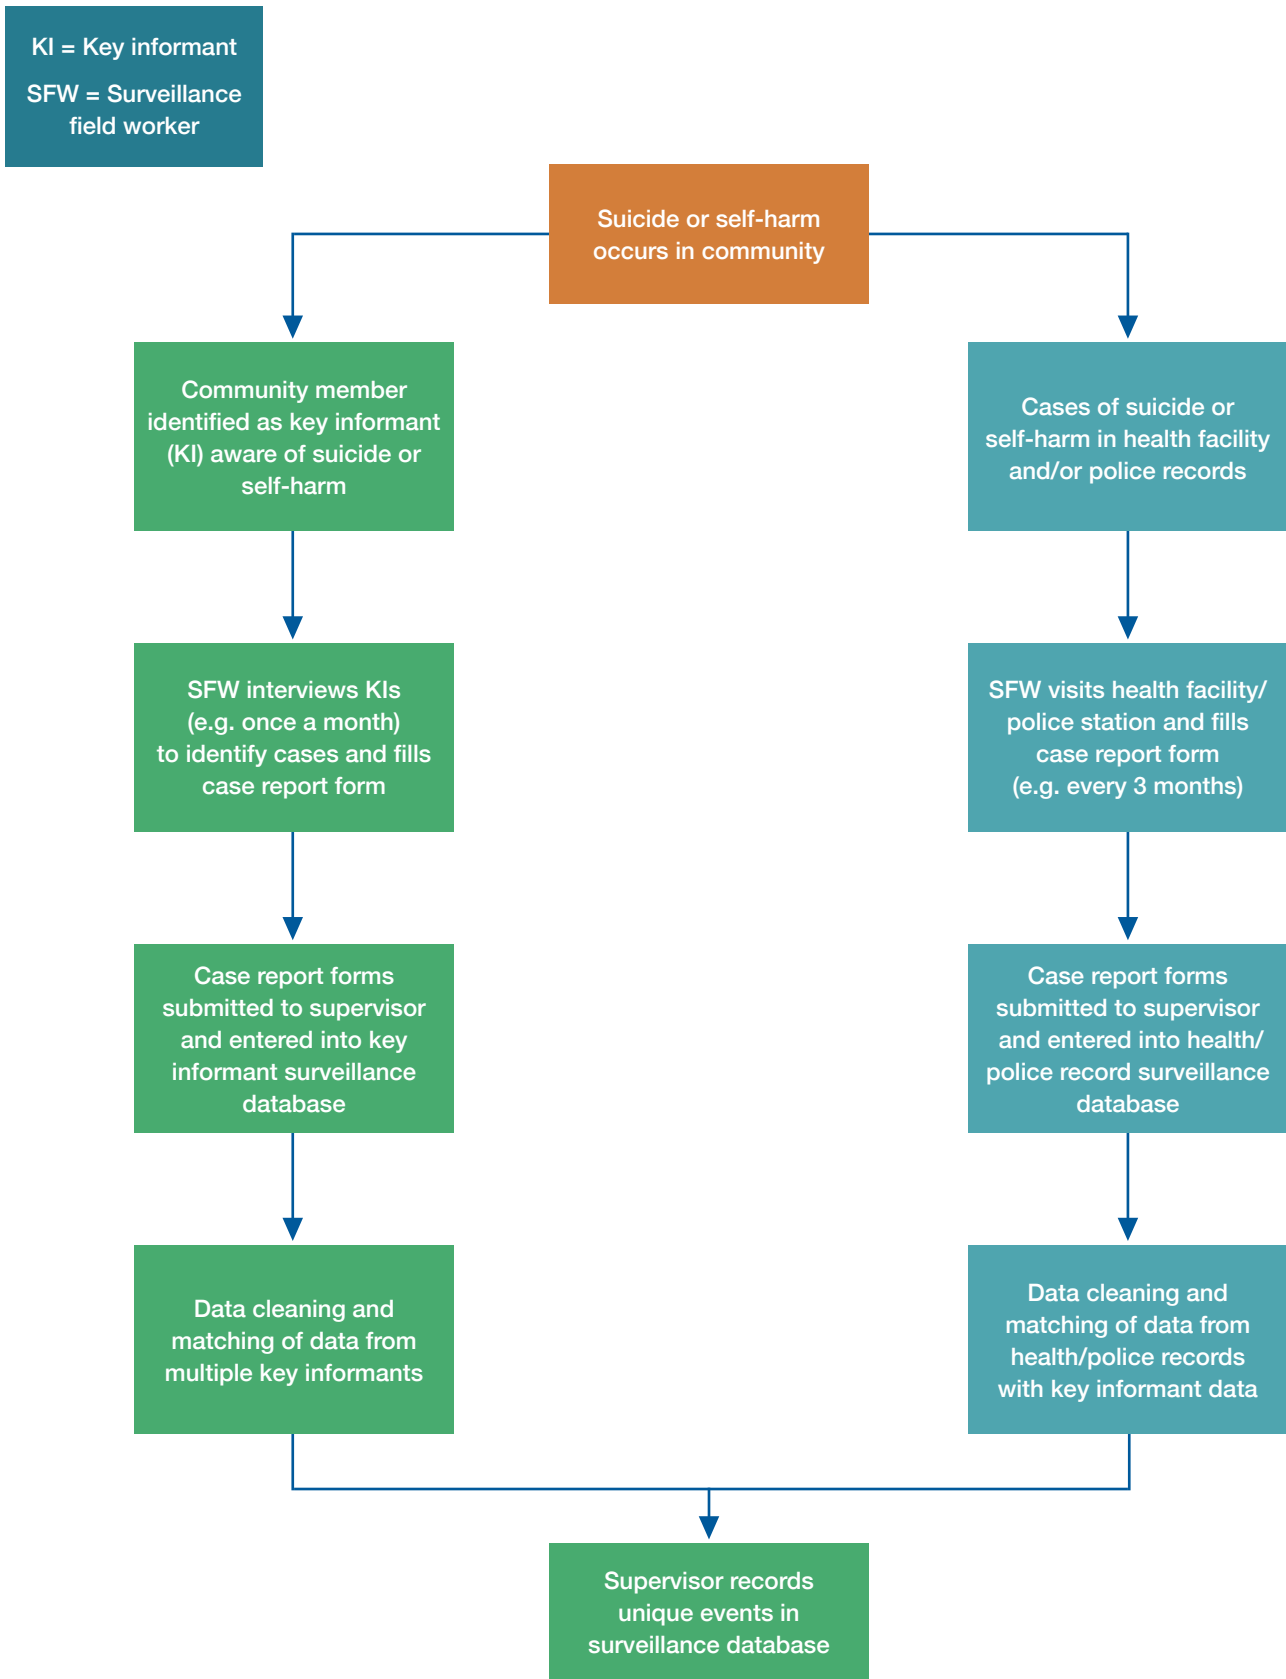 KI = Key informant
SFW = Surveillance
field worker
Suicide or self-harm
occurs in community
Community member
identified as key informant
(KI) aware of suicide or
self-harm
SFW interviews KIs
(e.g. once a month)
to identify cases and fills
case report form
Case report forms
submitted to supervisor
and entered into key
informant surveillance
database
Data cleaning and
matching of data from
multiple key informants
Cases of suicide or
self-harm in health facility
and/or police records
SFW visits health facility/
police station and fills
case report form
(e.g. every 3 months)
Case report forms
submitted to supervisor
and entered into health/
police record surveillance
database
Data cleaning and
matching of data from
health/police records
with key informant data
Supervisor records
unique events in
surveillance database